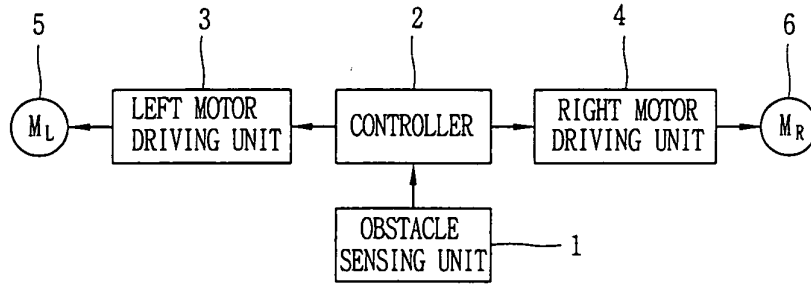 5
3
2
4
6
M_L
LEFT MOTOR
DRIVING UNIT
CONTROLLER
RIGHT MOTOR
DRIVING UNIT
M_R
OBSTACLE
SENSING UNIT
1